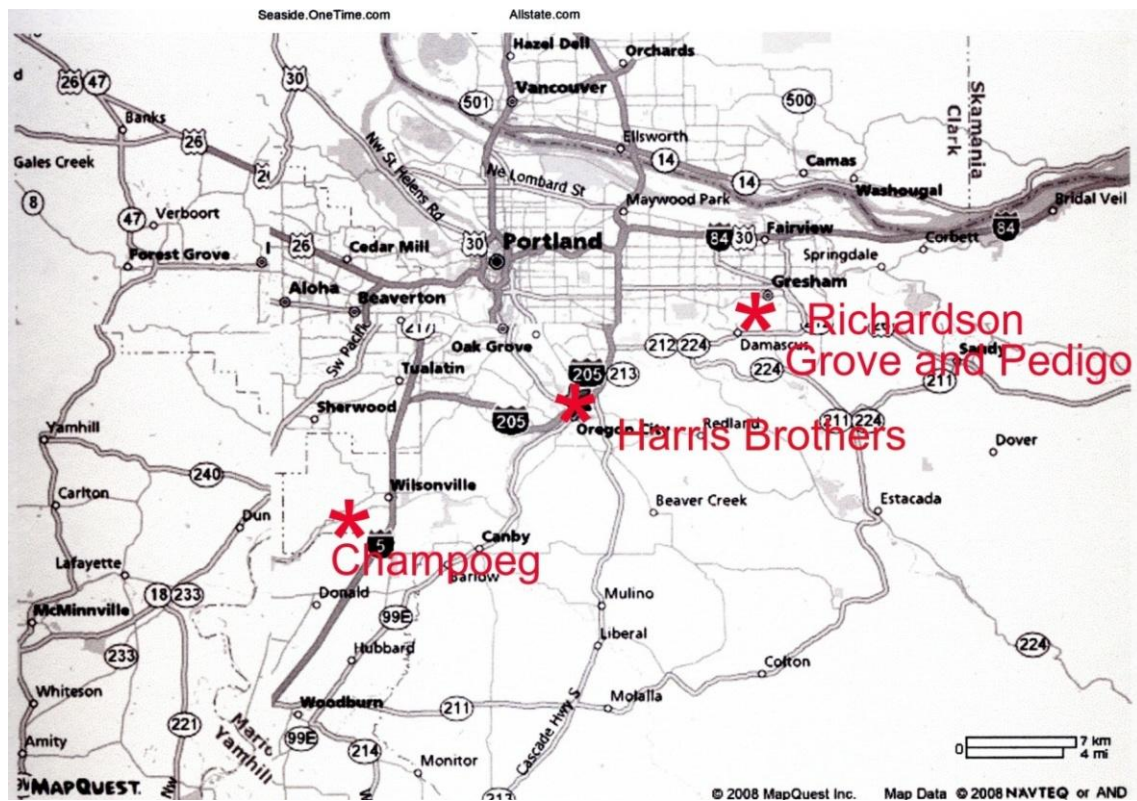 Seaside.OneTime.com Allstate.com
Hazel Dell
Orchards
26 47
30
Vancouver
501
500
Skamania
Clark
Banks
26
Ellsworth
14
Gales Creek
Nw St Helens Rd
Ne Lombard St
14
Camas
Washougal
8
47
Verboort
Maywood Park
Bridal Veil
26
Cedar Mill
30
Portland
84 30
Fairview
84
Corbett
Forest Grove
Springdale
Aloha
Beaverton
Gresham
* Richardson
Grove and Pedigo
217
Sw Pacific
Oak Grove
212 224
Damascus
Sandy
Tualatin
205 213
224
211
Sherwood
205
*
Oregon City
Harris Brothers
Redland
211 224
Yamhill
Dover
240
Carlton
Wilsonville
Beaver Creek
Estacada
Dun
*
5
Champoeg
Canby
Barlow
Lafayette
Donald
18 233
Mulino
McMinnville
99E
Liberal
224
233
Hubbard
Colton
Whiteson
Woodburn
211
Molalla
221
Mario
Yamhill
99E
214
Cascade Hwy S
Amity
Monitor
0 7 km
4 mi
MAPQUEST.
Nw
213
© 2008 MapQuest Inc. Map Data © 2008 NAVTEQ or AND